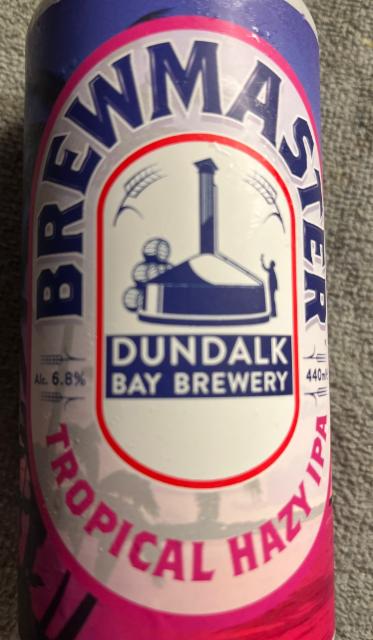 BREWMASTER
DUNDALK
BAY BREWERY
Alc. 6.8%
440ml
TROPICAL HAZY IPA